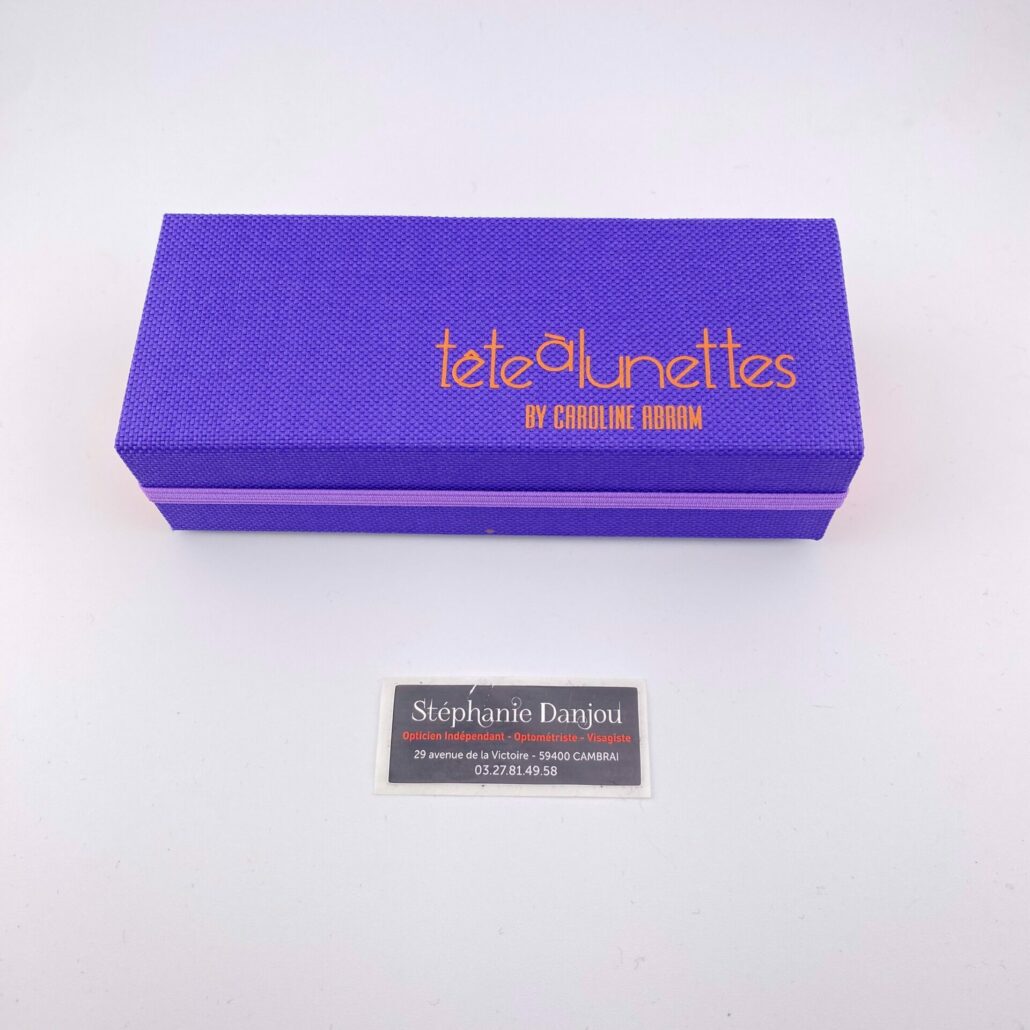 têteàlunettes
BY CAROLINE ABRAM
Stéphanie Danjou
Opticien Indépendant - Optométriste - Visagiste
29 avenue de la Victoire - 59400 CAMBRAI
03.27.81.49.58